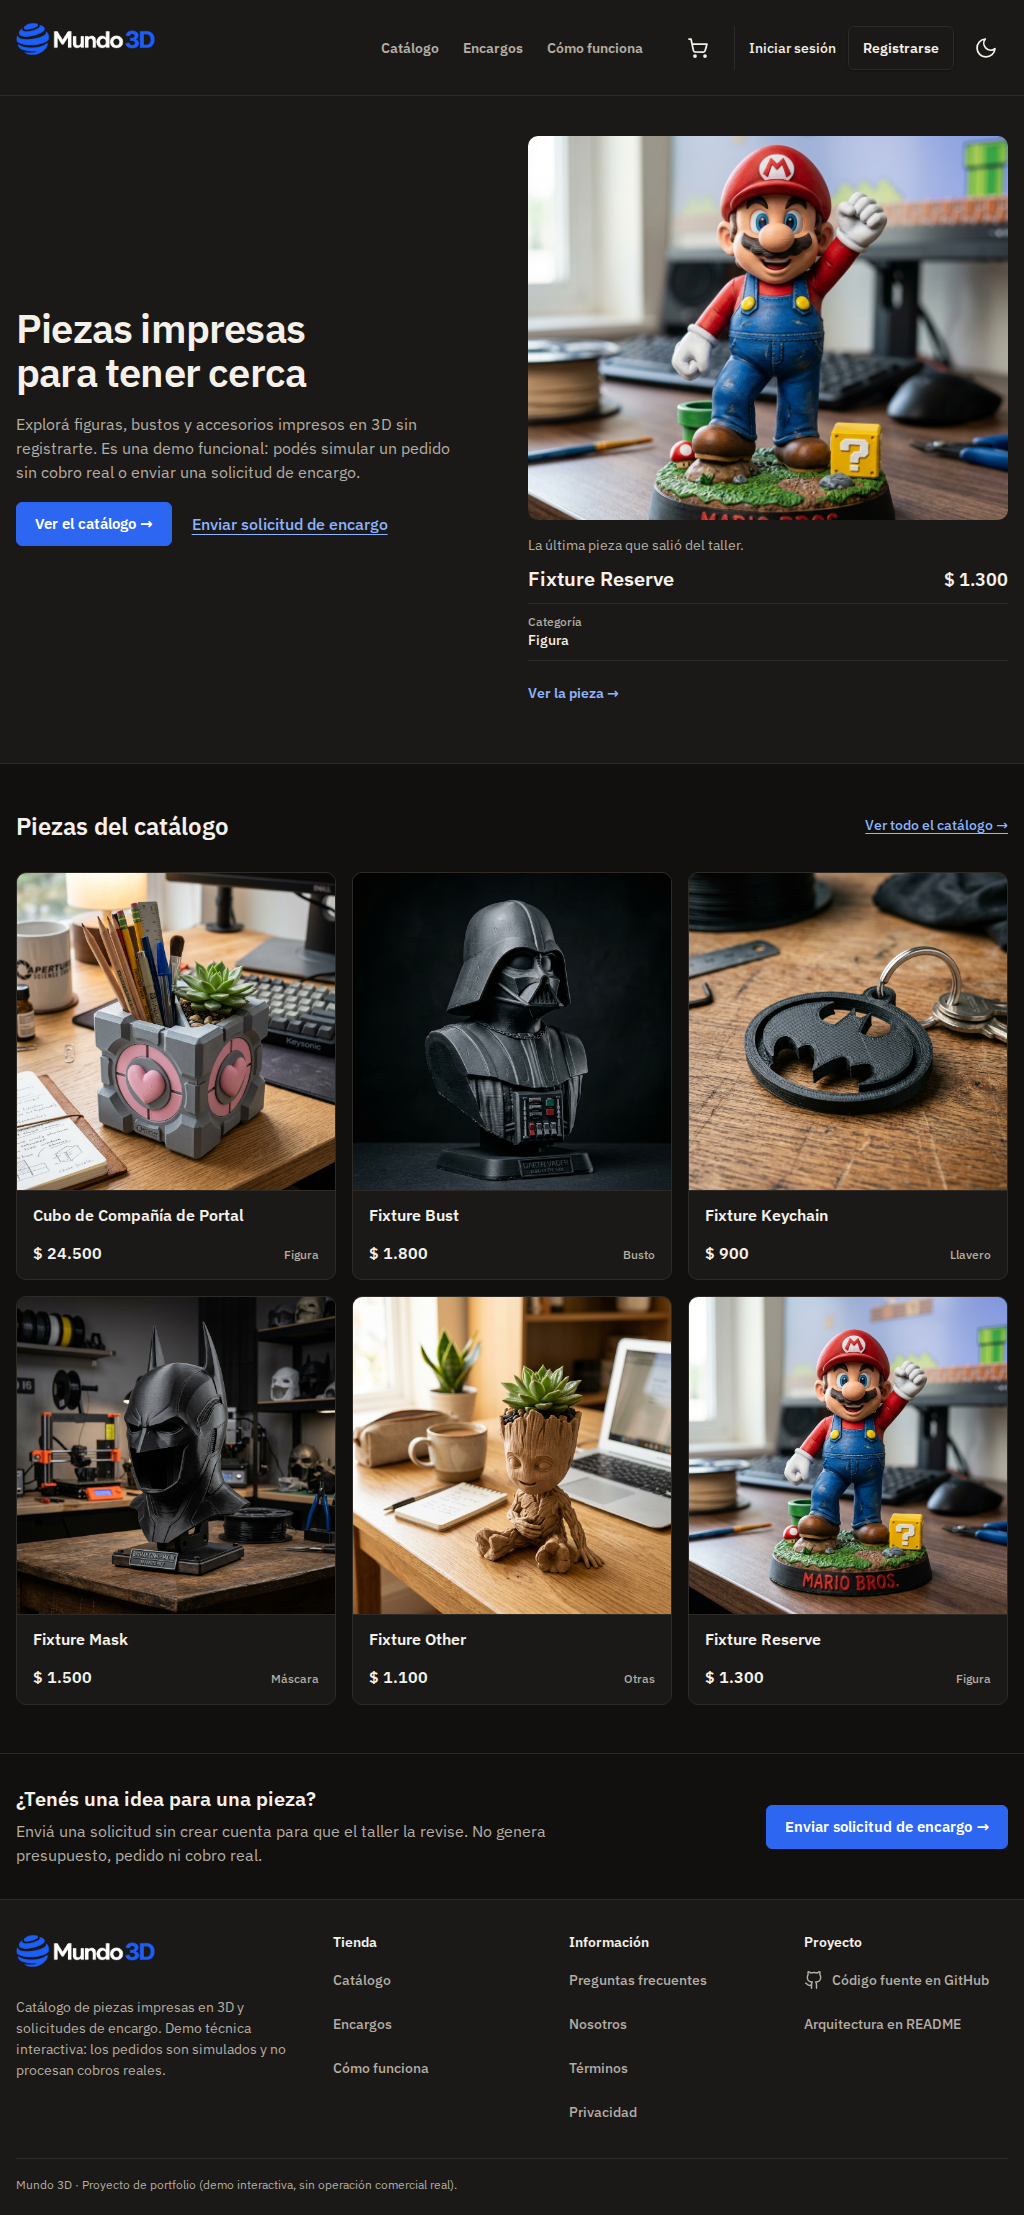 Mundo 3D
Catálogo
Encargos
Cómo funciona
Iniciar sesión
Registrarse
Piezas impresas
para tener cerca
Explorá figuras, bustos y accesorios impresos en 3D sin
registrarte. Es una demo funcional: podés simular un pedido
sin cobro real o enviar una solicitud de encargo.
Ver el catálogo →
Enviar solicitud de encargo
M
?
MARIO BROS.
La última pieza que salió del taller.
Fixture Reserve
$ 1.300
Categoría
Figura
Ver la pieza →
Piezas del catálogo
Ver todo el catálogo →
APERTURE
Keysonic
Cubo de Compañía de Portal
$ 24.500
Figura
Fixture Bust
$ 1.800
Busto
Fixture Keychain
$ 900
Llavero
Fixture Mask
$ 1.500
Máscara
Fixture Other
$ 1.100
Otras
M
?
MARIO BROS.
Fixture Reserve
$ 1.300
Figura
¿Tenés una idea para una pieza?
Enviá una solicitud sin crear cuenta para que el taller la revise. No genera
presupuesto, pedido ni cobro real.
Enviar solicitud de encargo →
Mundo 3D
Catálogo de piezas impresas en 3D y
solicitudes de encargo. Demo técnica
interactiva: los pedidos son simulados y no
procesan cobros reales.
Tienda
Catálogo
Encargos
Cómo funciona
Información
Preguntas frecuentes
Nosotros
Términos
Privacidad
Proyecto
Código fuente en GitHub
Arquitectura en README
Mundo 3D · Proyecto de portfolio (demo interactiva, sin operación comercial real).